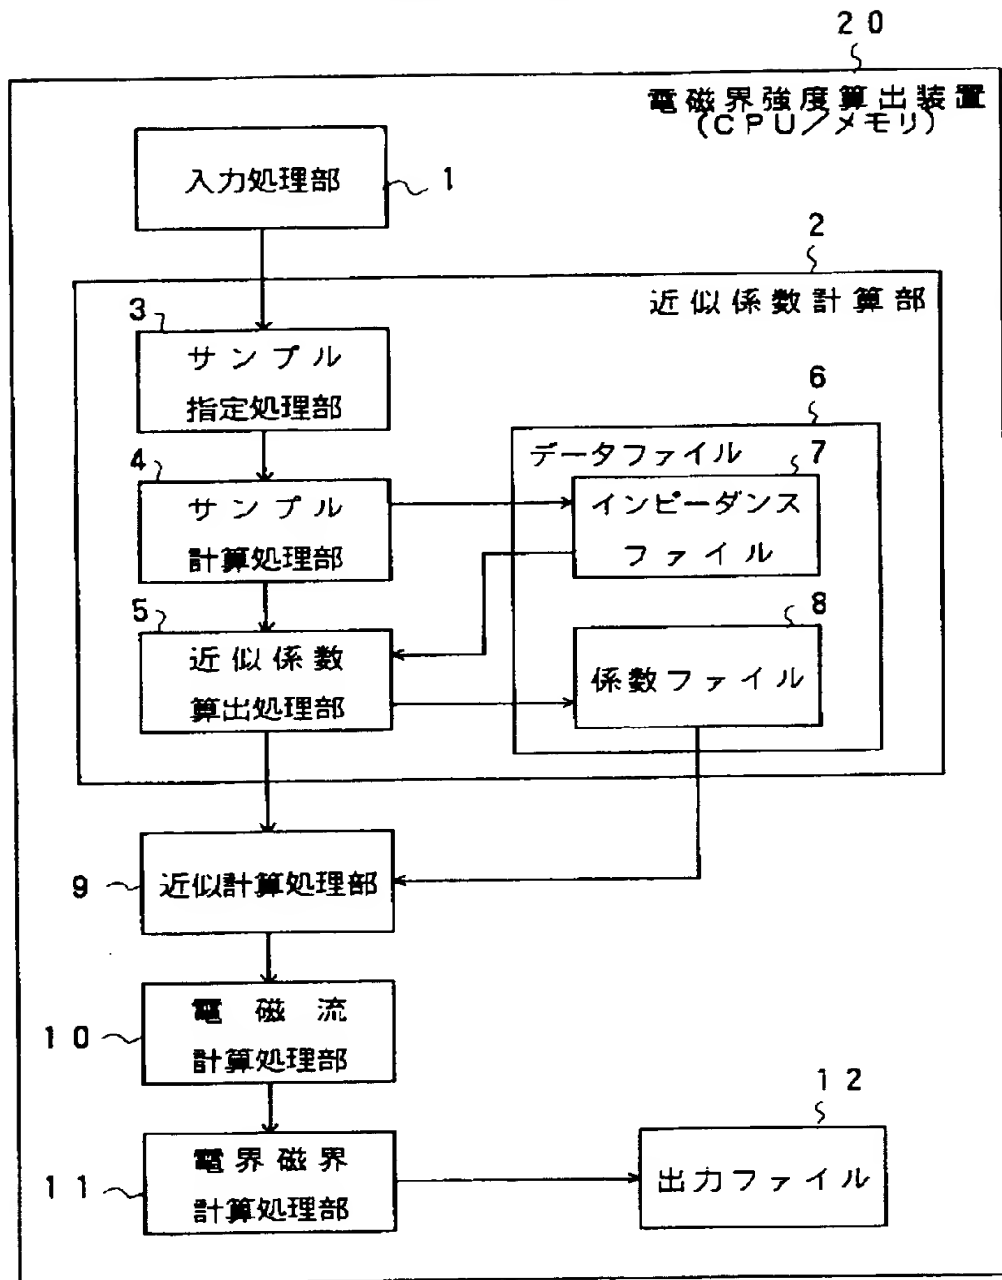 20
電磁界強度算出装置
(CPU/メモリ)
入力処理部
1
2
近似係数計算部
3
サンプル
指定処理部
6
データファイル
4
サンプル
計算処理部
7
インピーダンス
ファイル
5
近似係数
算出処理部
8
係数ファイル
9
近似計算処理部
10
電磁流
計算処理部
12
11
電界磁界
計算処理部
出力ファイル